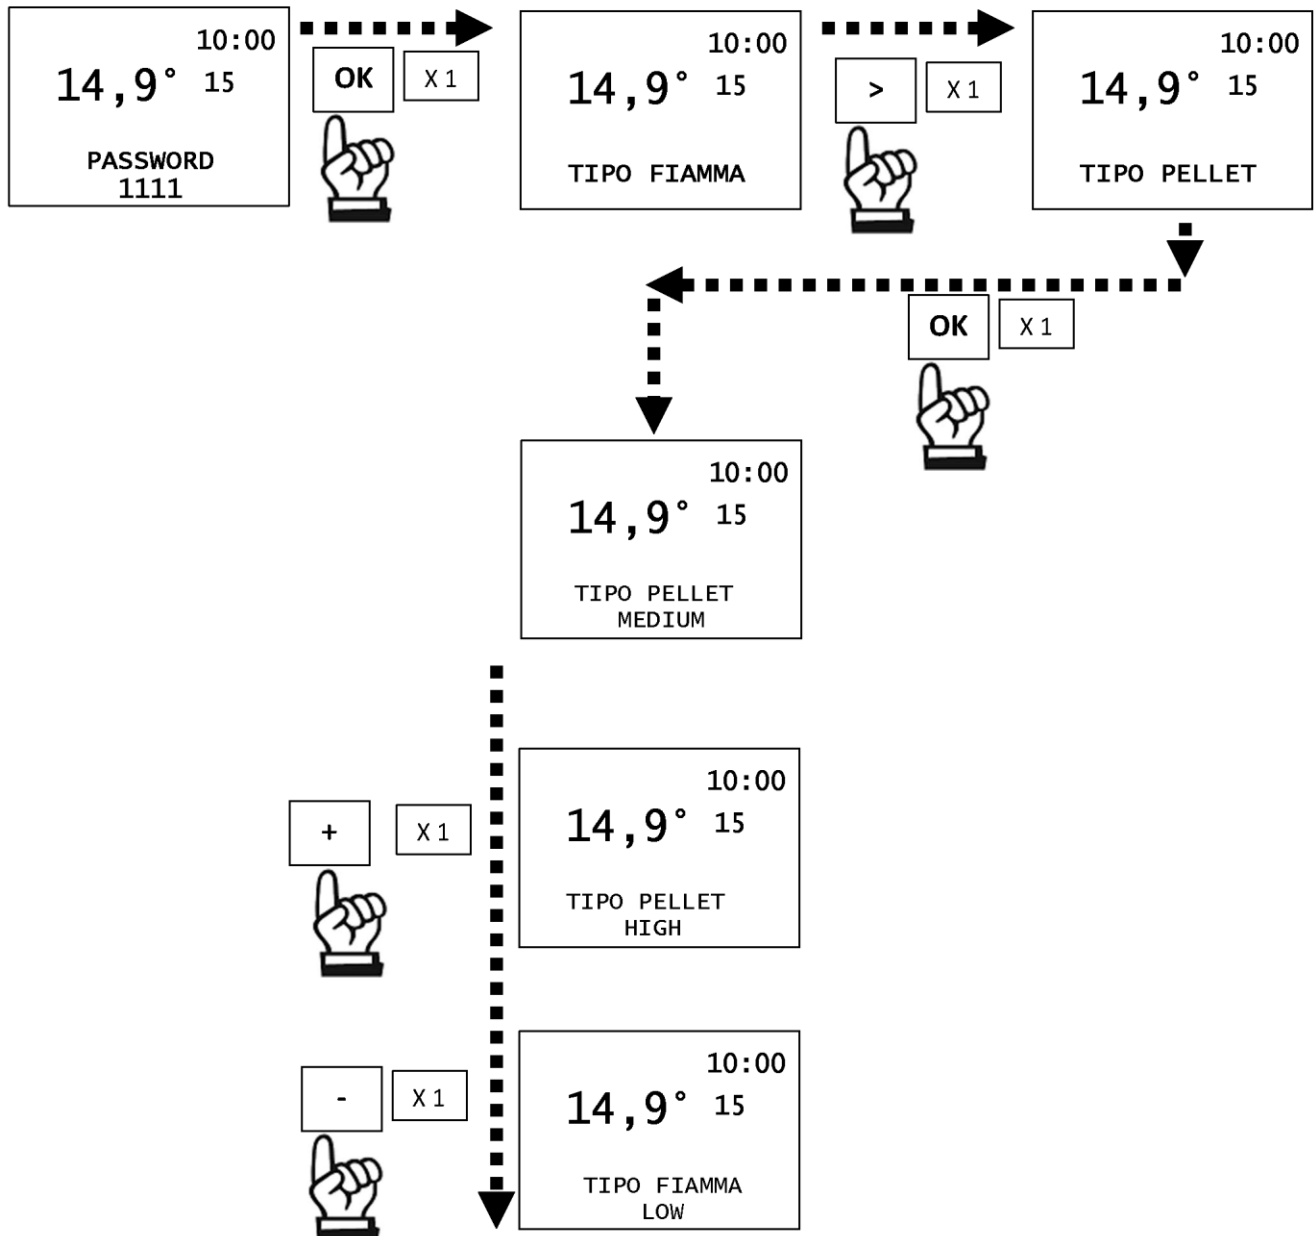 10:00
14,9° 15
PASSWORD
1111
OK
X 1
10:00
14,9° 15
TIPO FIAMMA
>
X 1
10:00
14,9° 15
TIPO PELLET
OK
X 1
10:00
14,9° 15
TIPO PELLET
MEDIUM
+
X 1
10:00
14,9° 15
TIPO PELLET
HIGH
-
X 1
10:00
14,9° 15
TIPO FIAMMA
LOW